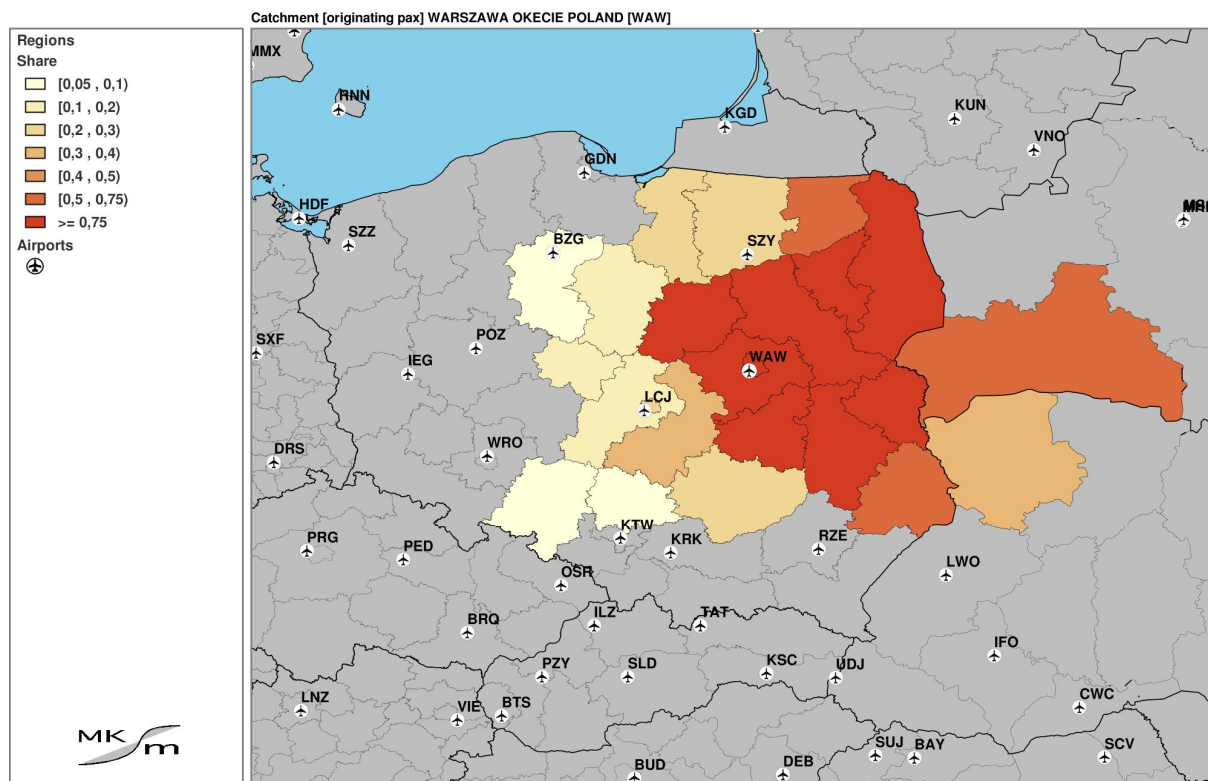 Catchment [originating pax] WARSZAWA OKECIE POLAND [WAW]
Regions
Share
[0,05 , 0,1)
[0,1 , 0,2)
[0,2 , 0,3)
[0,3 , 0,4)
[0,4 , 0,5)
[0,5 , 0,75)
>= 0,75
Airports
MKm
MMX
RNN
KGD
KUN
VNO
GDN
HDF
SZZ
BZG
SZY
SXF
POZ
IEG
WAW
LCJ
WRO
DRS
KTW
KRK
RZE
PRG
PED
LWO
OSR
BRQ
ILZ
TAT
IFO
PZY
SLD
KSC
UDJ
LNZ
VIE
BTS
CWC
BUD
DEB
SUJ
BAY
SCV